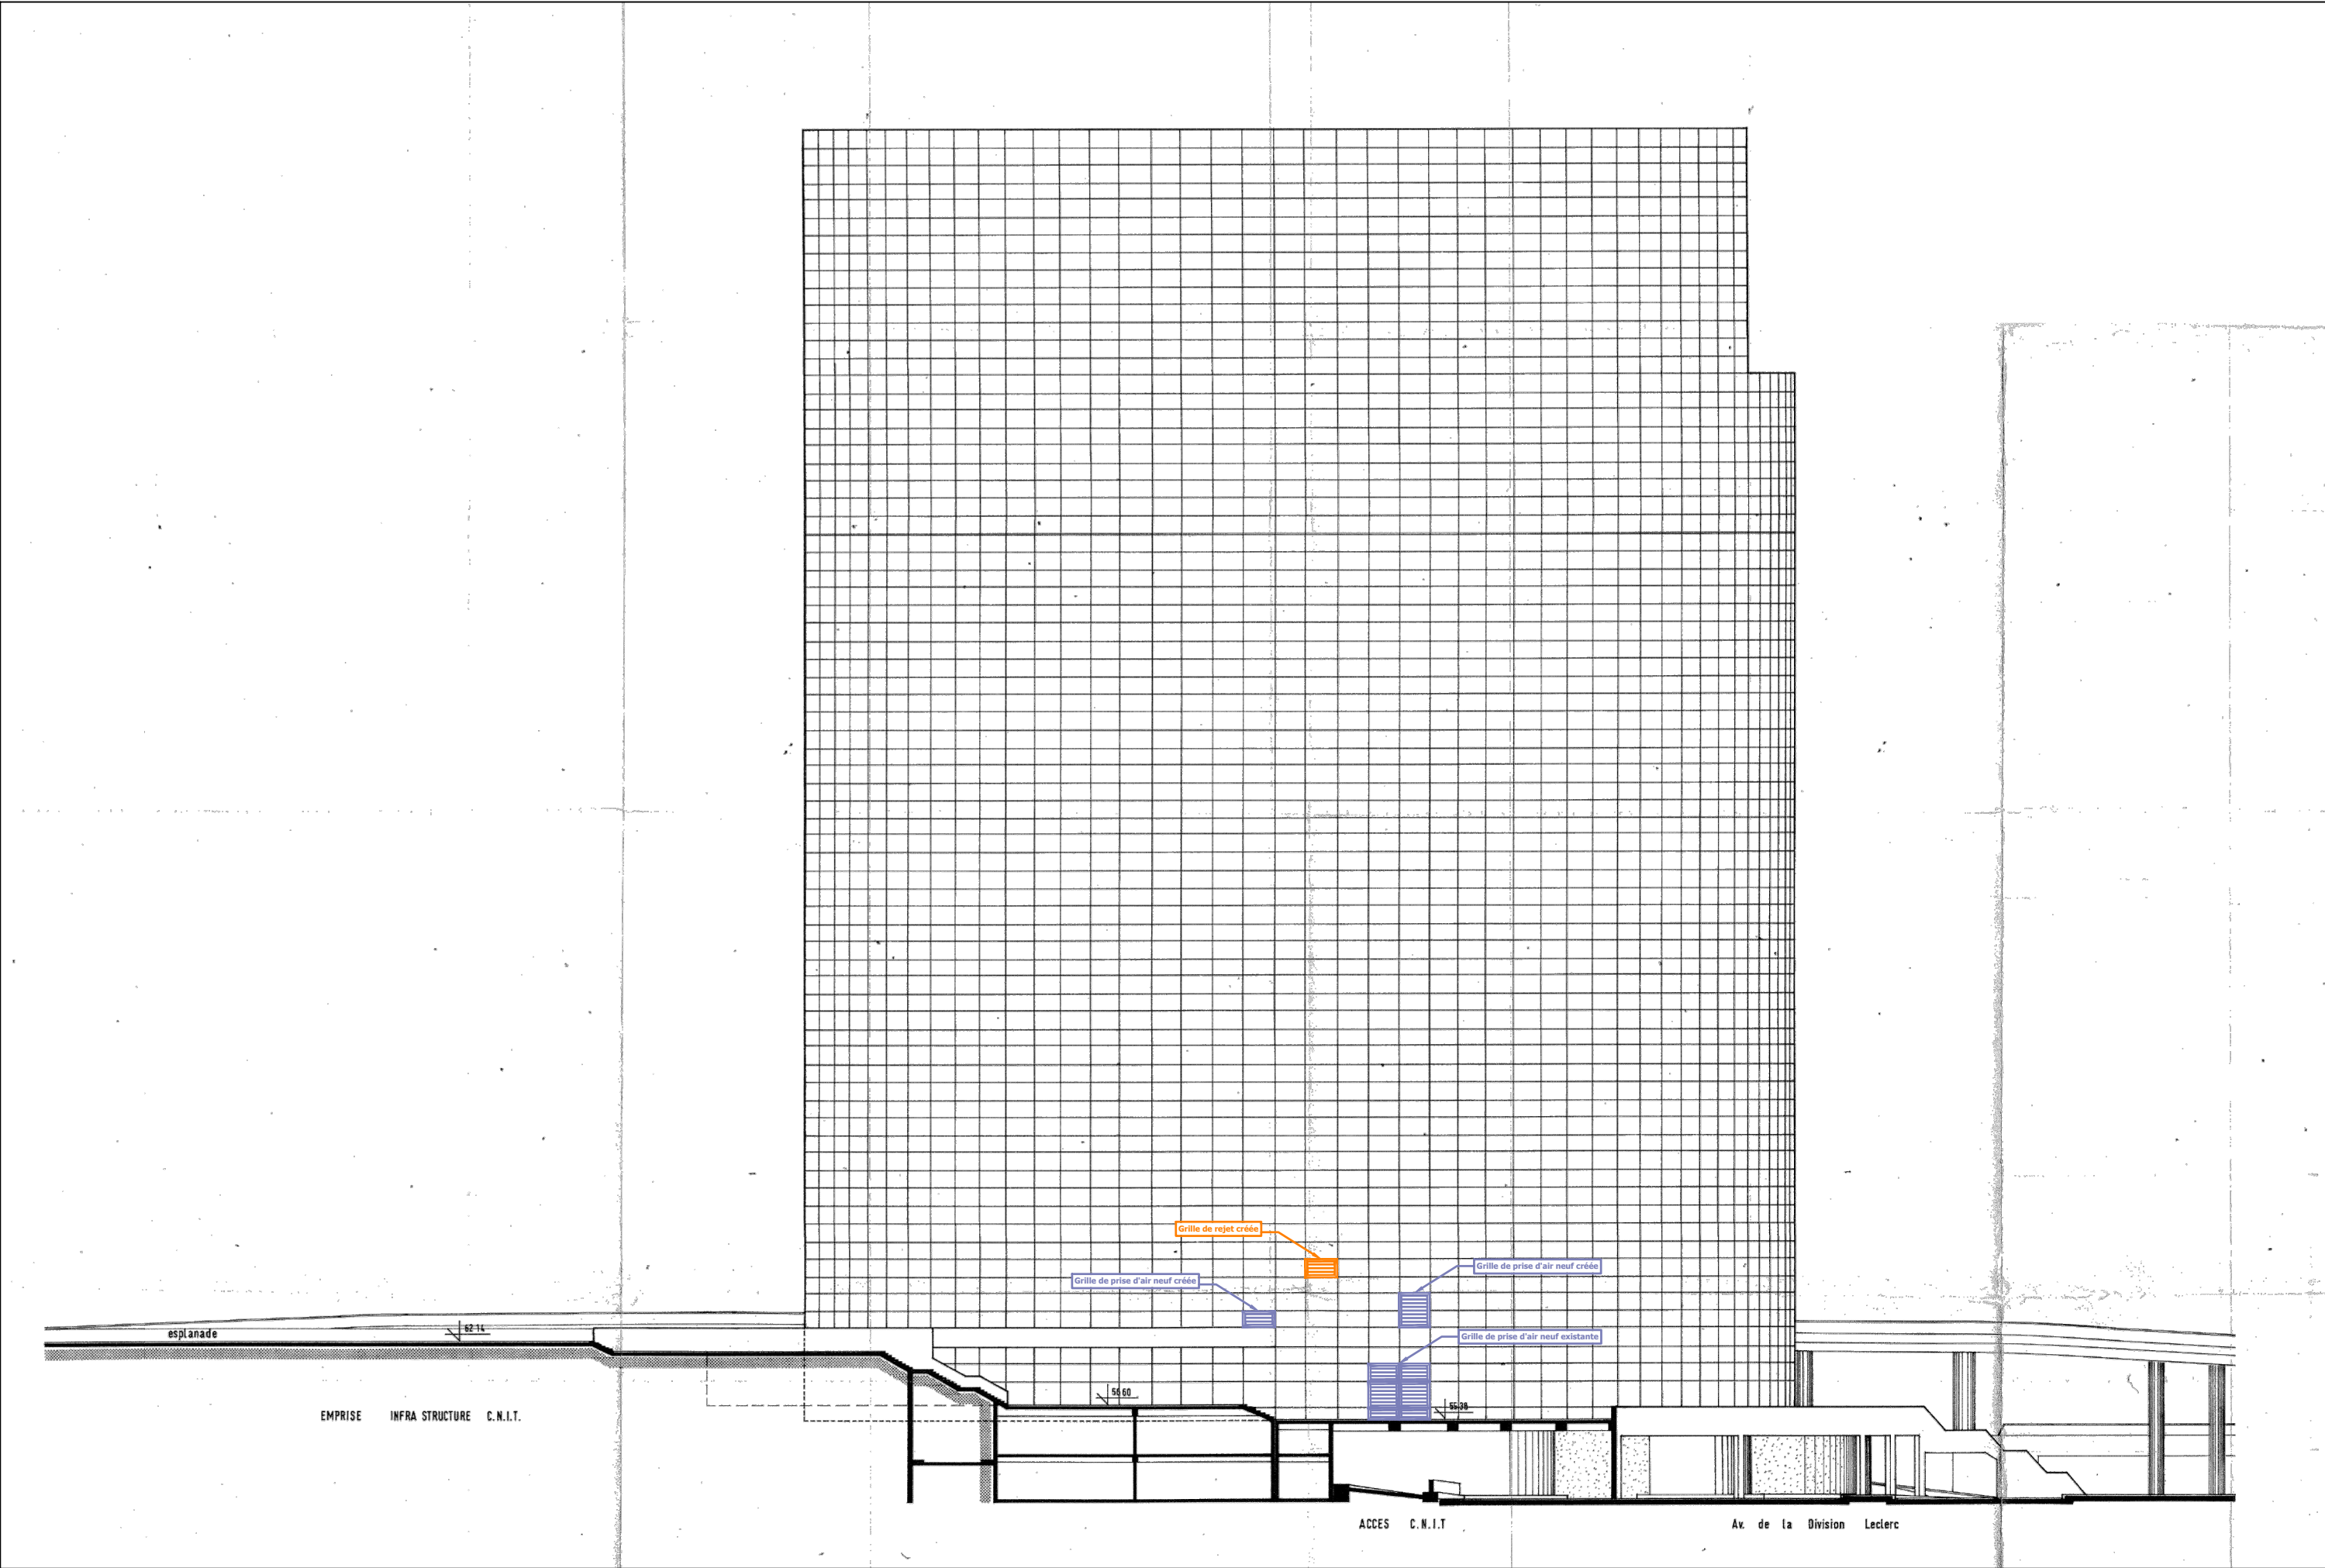 Grille de rejet créée
Grille de prise d'air neuf créée
Grille de prise d'air neuf créée
esplanade
62 14
Grille de prise d'air neuf existante
56 60
55 38
EMPRISE INFRA STRUCTURE C.N.I.T.
ACCES C.N.I.T
Av. de la Division Leclerc